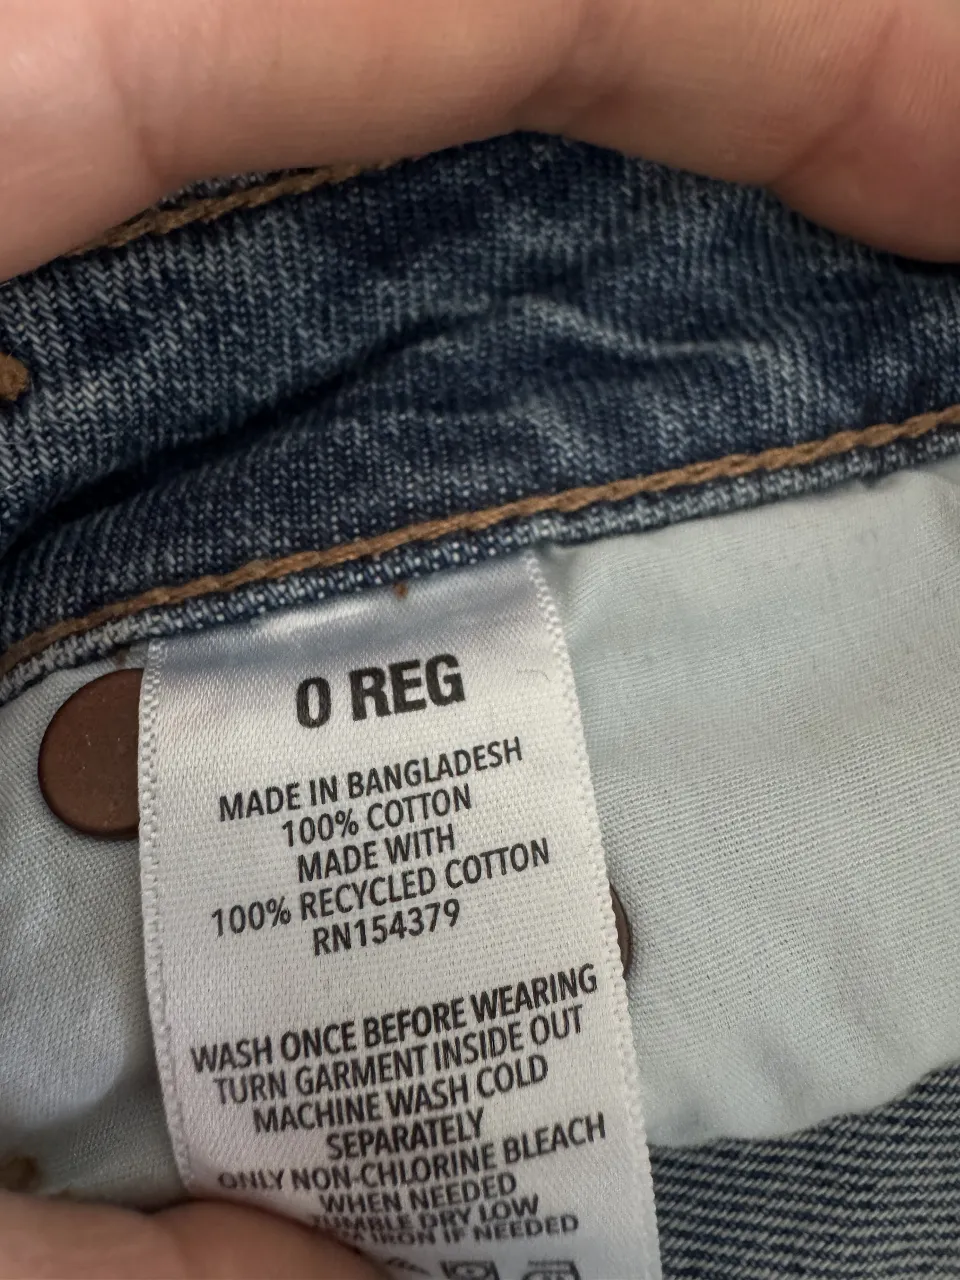 0 REG
MADE IN BANGLADESH
100% COTTON
MADE WITH
100% RECYCLED COTTON
RN154379
WASH ONCE BEFORE WEARING
TURN GARMENT INSIDE OUT
MACHINE WASH COLD
SEPARATELY
ONLY NON-CHLORINE BLEACH
WHEN NEEDED
TUMBLE DRY LOW
IRON IF NEEDED